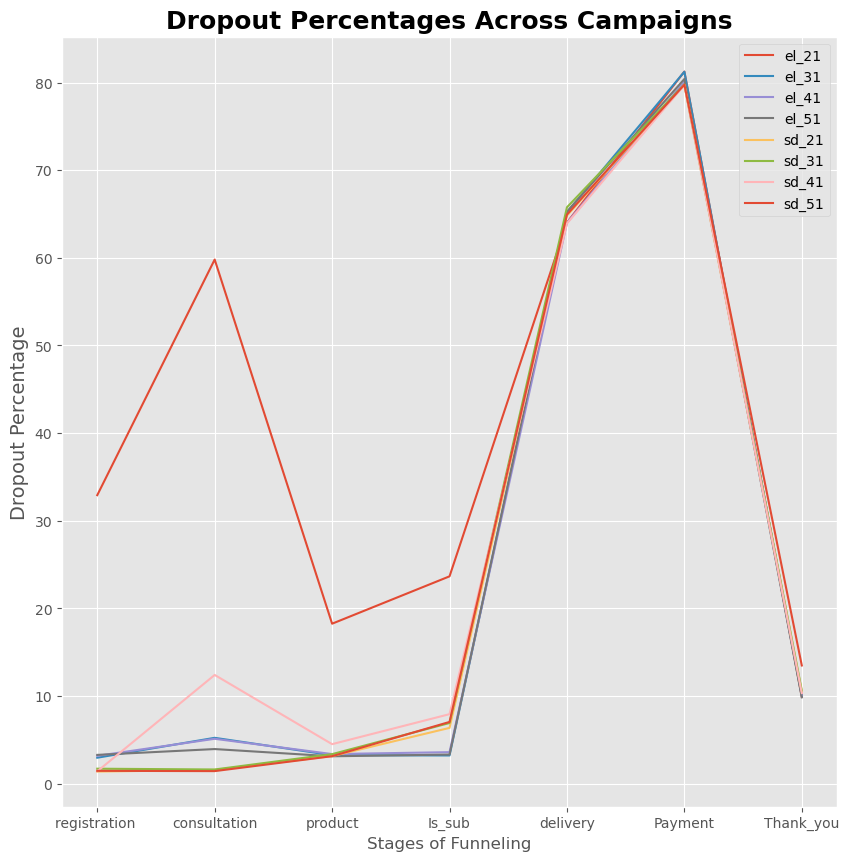 Dropout Percentages Across Campaigns
el_21
el_31
el_41
el_51
sd_21
sd_31
sd_41
sd_51
Dropout Percentage
80
70
60
50
40
30
20
10
0
registration
consultation
product
Is_sub
delivery
Payment
Thank_you
Stages of Funneling